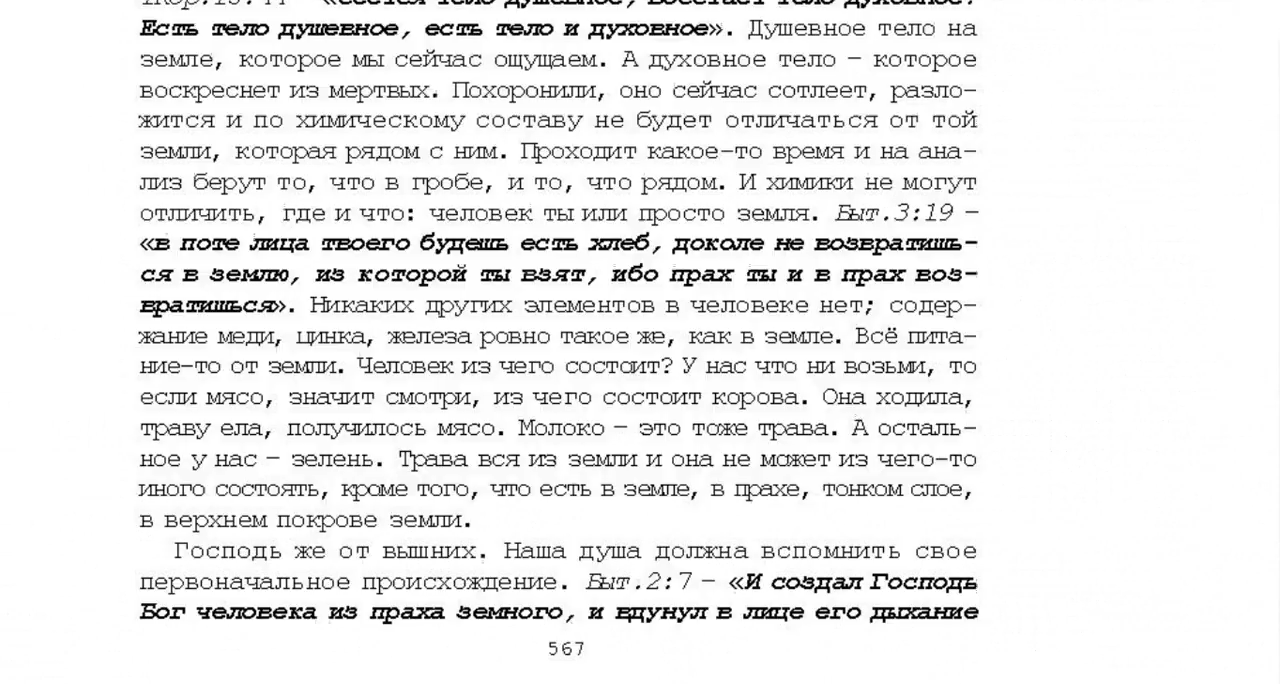 1Кор.15:44 – «сеется тело душевное, восстает тело духовное.
Есть тело душевное, есть тело и духовное». Душевное тело на
земле, которое мы сейчас ощущаем. А духовное тело – которое
воскреснет из мертвых. Похоронили, оно сейчас сотлеет, разло-
жится и по химическому составу не будет отличаться от той
земли, которая рядом с ним. Проходит какое-то время и на ана-
лиз берут то, что в гробе, и то, что рядом. И химики не могут
отличить, где и что: человек ты или просто земля. Быт.3:19 –
«в поте лица твоего будешь есть хлеб, доколе не возвратишь-
ся в землю, из которой ты взят, ибо прах ты и в прах воз-
вратишься». Никаких других элементов в человеке нет; содер-
жание меди, цинка, железа ровно такое же, как в земле. Всё пита-
ние-то от земли. Человек из чего состоит? У нас что ни возьми, то
если мясо, значит смотри, из чего состоит корова. Она ходила,
траву ела, получилось мясо. Молоко – это тоже трава. А осталь-
ное у нас – зелень. Трава вся из земли и она не может из чего-то
иного состоять, кроме того, что есть в земле, в прахе, тонком слое,
в верхнем покрове земли.
Господь же от вышних. Наша душа должна вспомнить свое
первоначальное происхождение. Быт.2:7 – «И создал Господь
Бог человека из праха земного, и вдунул в лице его дыхание
567